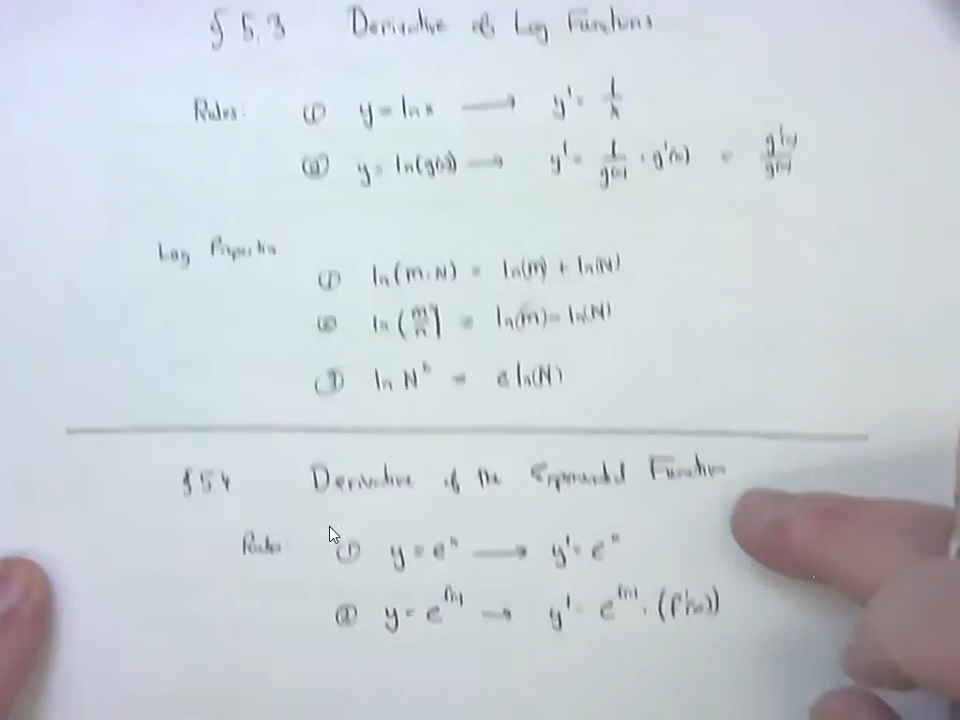 § 5.3 Derivative of Log Functions
Rules: (1) y = ln x → y' = 1/x
(2) y = ln(g(x)) → y' = 1/g(x) · g'(x) = g'(x)/g(x)
Log Properties
(1) ln(M·N) = ln(M) + ln(N)
(2) ln(M/N) = ln(M) - ln(N)
(3) ln N^c = c ln(N)
§ 5.4 Derivative of the Exponential Function
Rules: (1) y = e^x → y' = e^x
(2) y = e^f(x) → y' = e^f(x) · (f'(x))